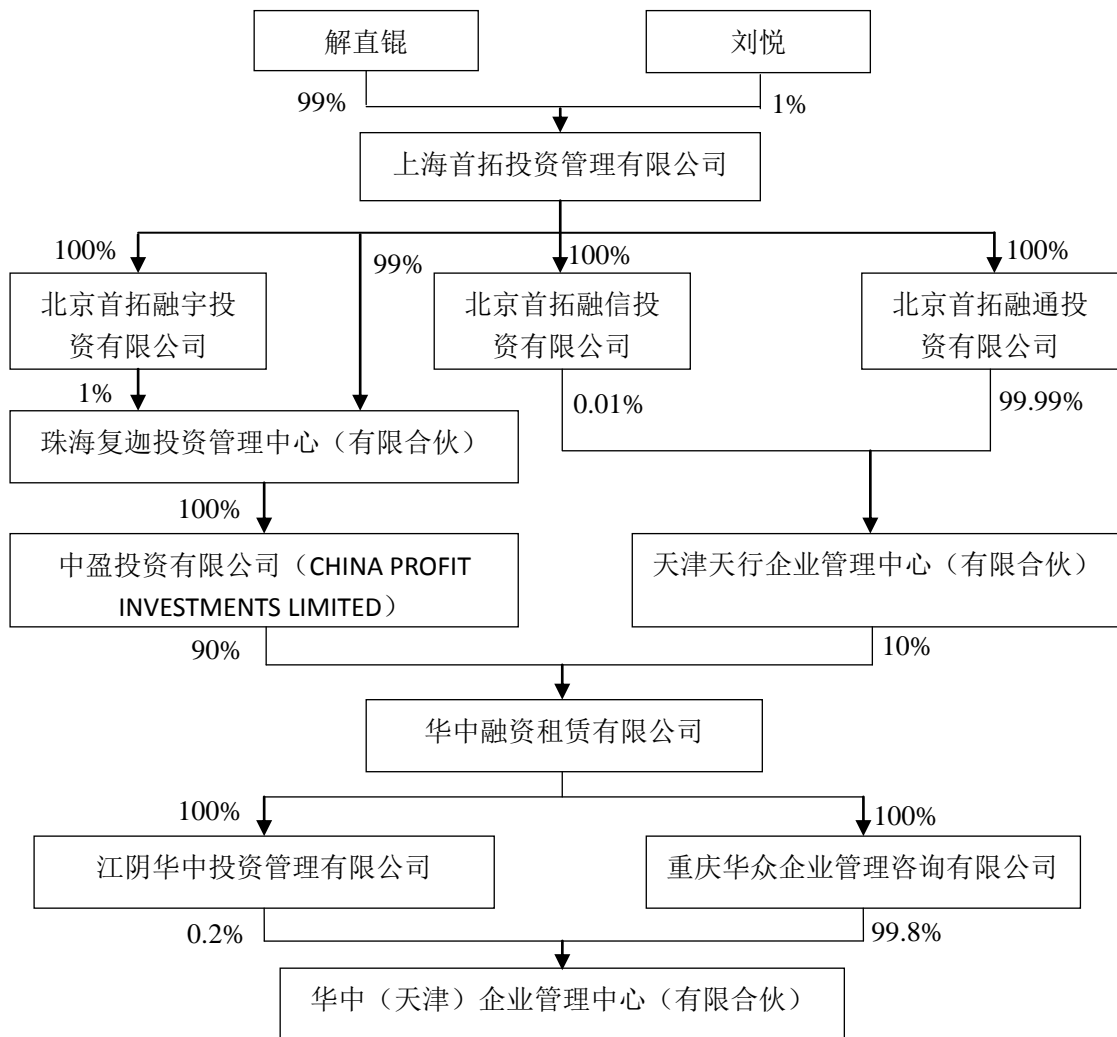 解直锟
刘悦
99%
1%
上海首拓投资管理有限公司
100%
99%
100%
100%
北京首拓融宇投
资有限公司
北京首拓融信投
资有限公司
北京首拓融通投
资有限公司
1%
0.01%
99.99%
珠海复迦投资管理中心（有限合伙）
100%
中盈投资有限公司（CHINA PROFIT
INVESTMENTS LIMITED）
天津天行企业管理中心（有限合伙）
90%
10%
华中融资租赁有限公司
100%
100%
江阴华中投资管理有限公司
重庆华众企业管理咨询有限公司
0.2%
99.8%
华中（天津）企业管理中心（有限合伙）